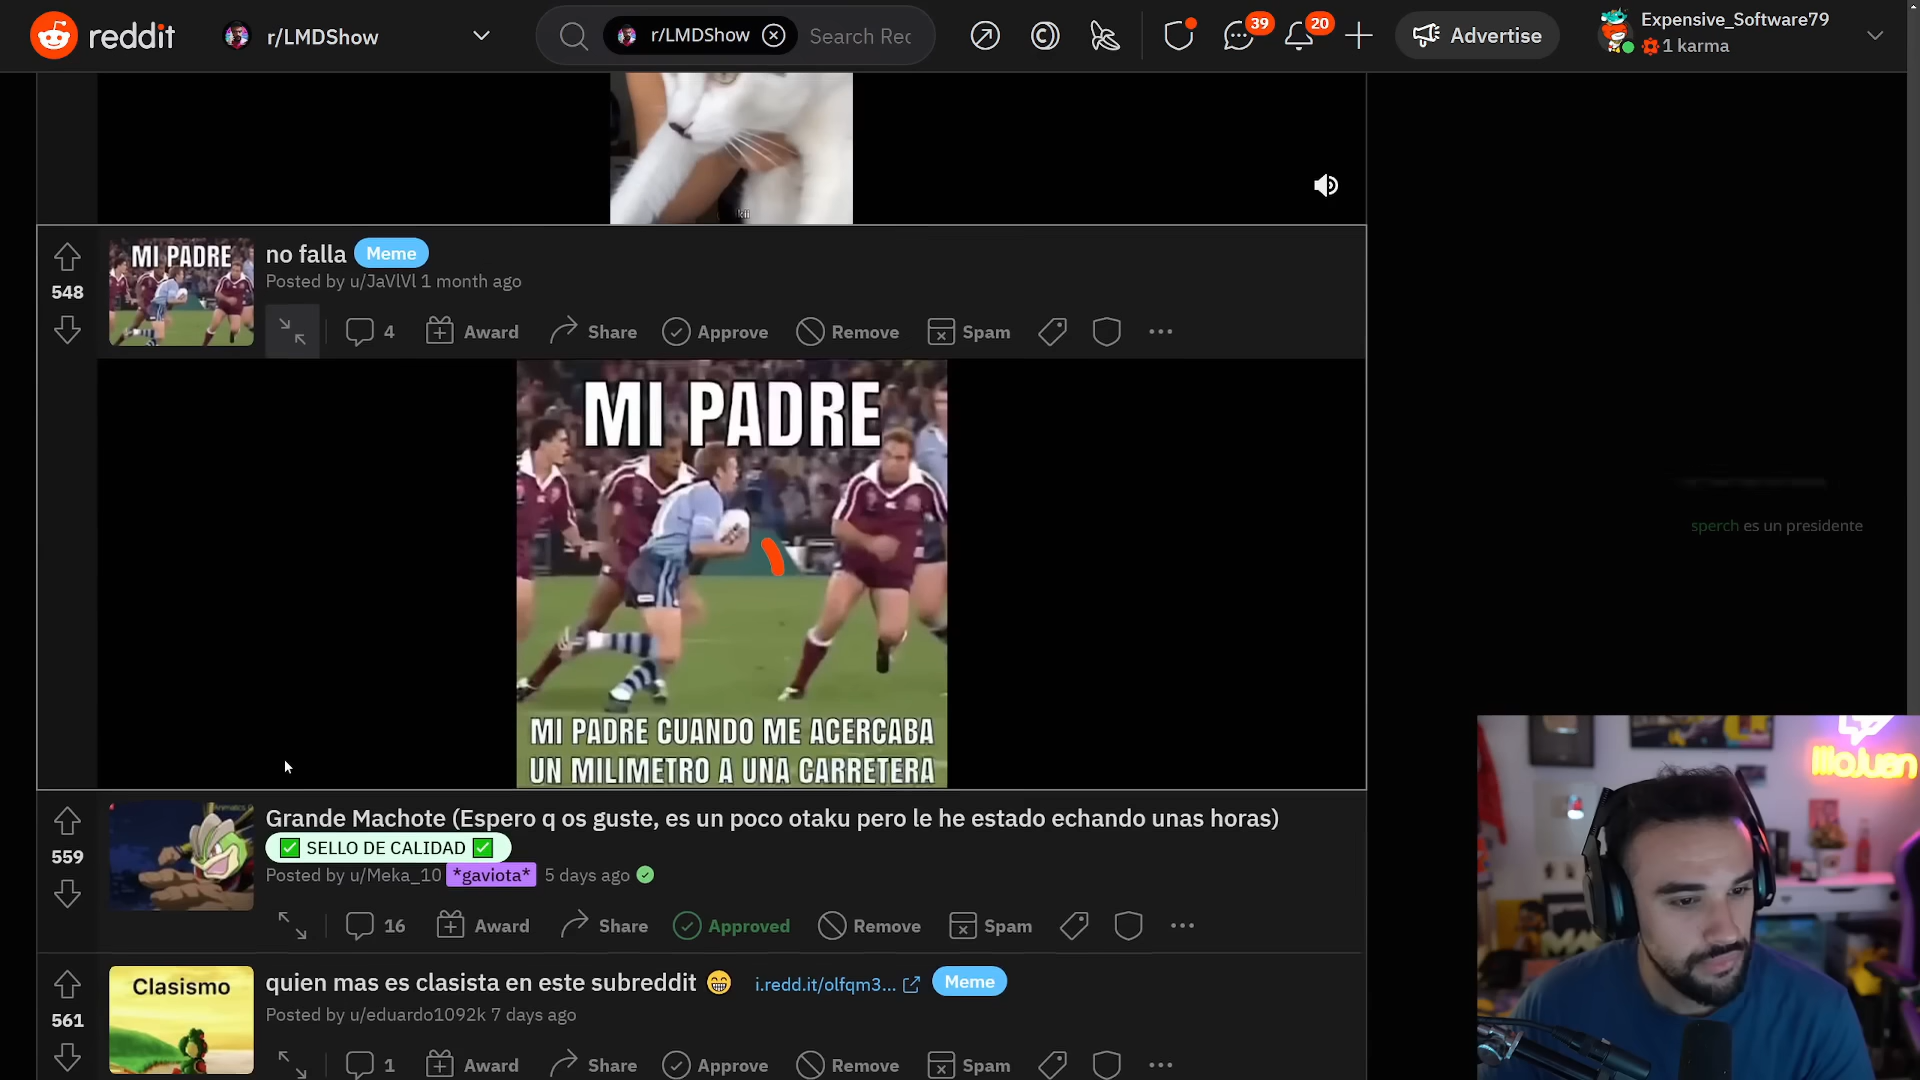 reddit
r/LMDShow
r/LMDShow
Search Rec
39
20
Advertise
Expensive_Software79
1 karma
kii
548
MI PADRE
no falla
Meme
Posted by u/JaVlVl 1 month ago
4
Award
Share
Approve
Remove
Spam
MI PADRE
sperch es un presidente
MI PADRE CUANDO ME ACERCABA
UN MILIMETRO A UNA CARRETERA
559
Grande Machote (Espero q os guste, es un poco otaku pero le he estado echando unas horas)
✅ SELLO DE CALIDAD ✅
Posted by u/Meka_10 *gaviota* 5 days ago
16
Award
Share
Approved
Remove
Spam
561
Clasismo
quien mas es clasista en este subreddit 😁
i.redd.it/olfqm3...
Meme
Posted by u/eduardo1092k 7 days ago
1
Award
Share
Approve
Remove
Spam
IlloJuan